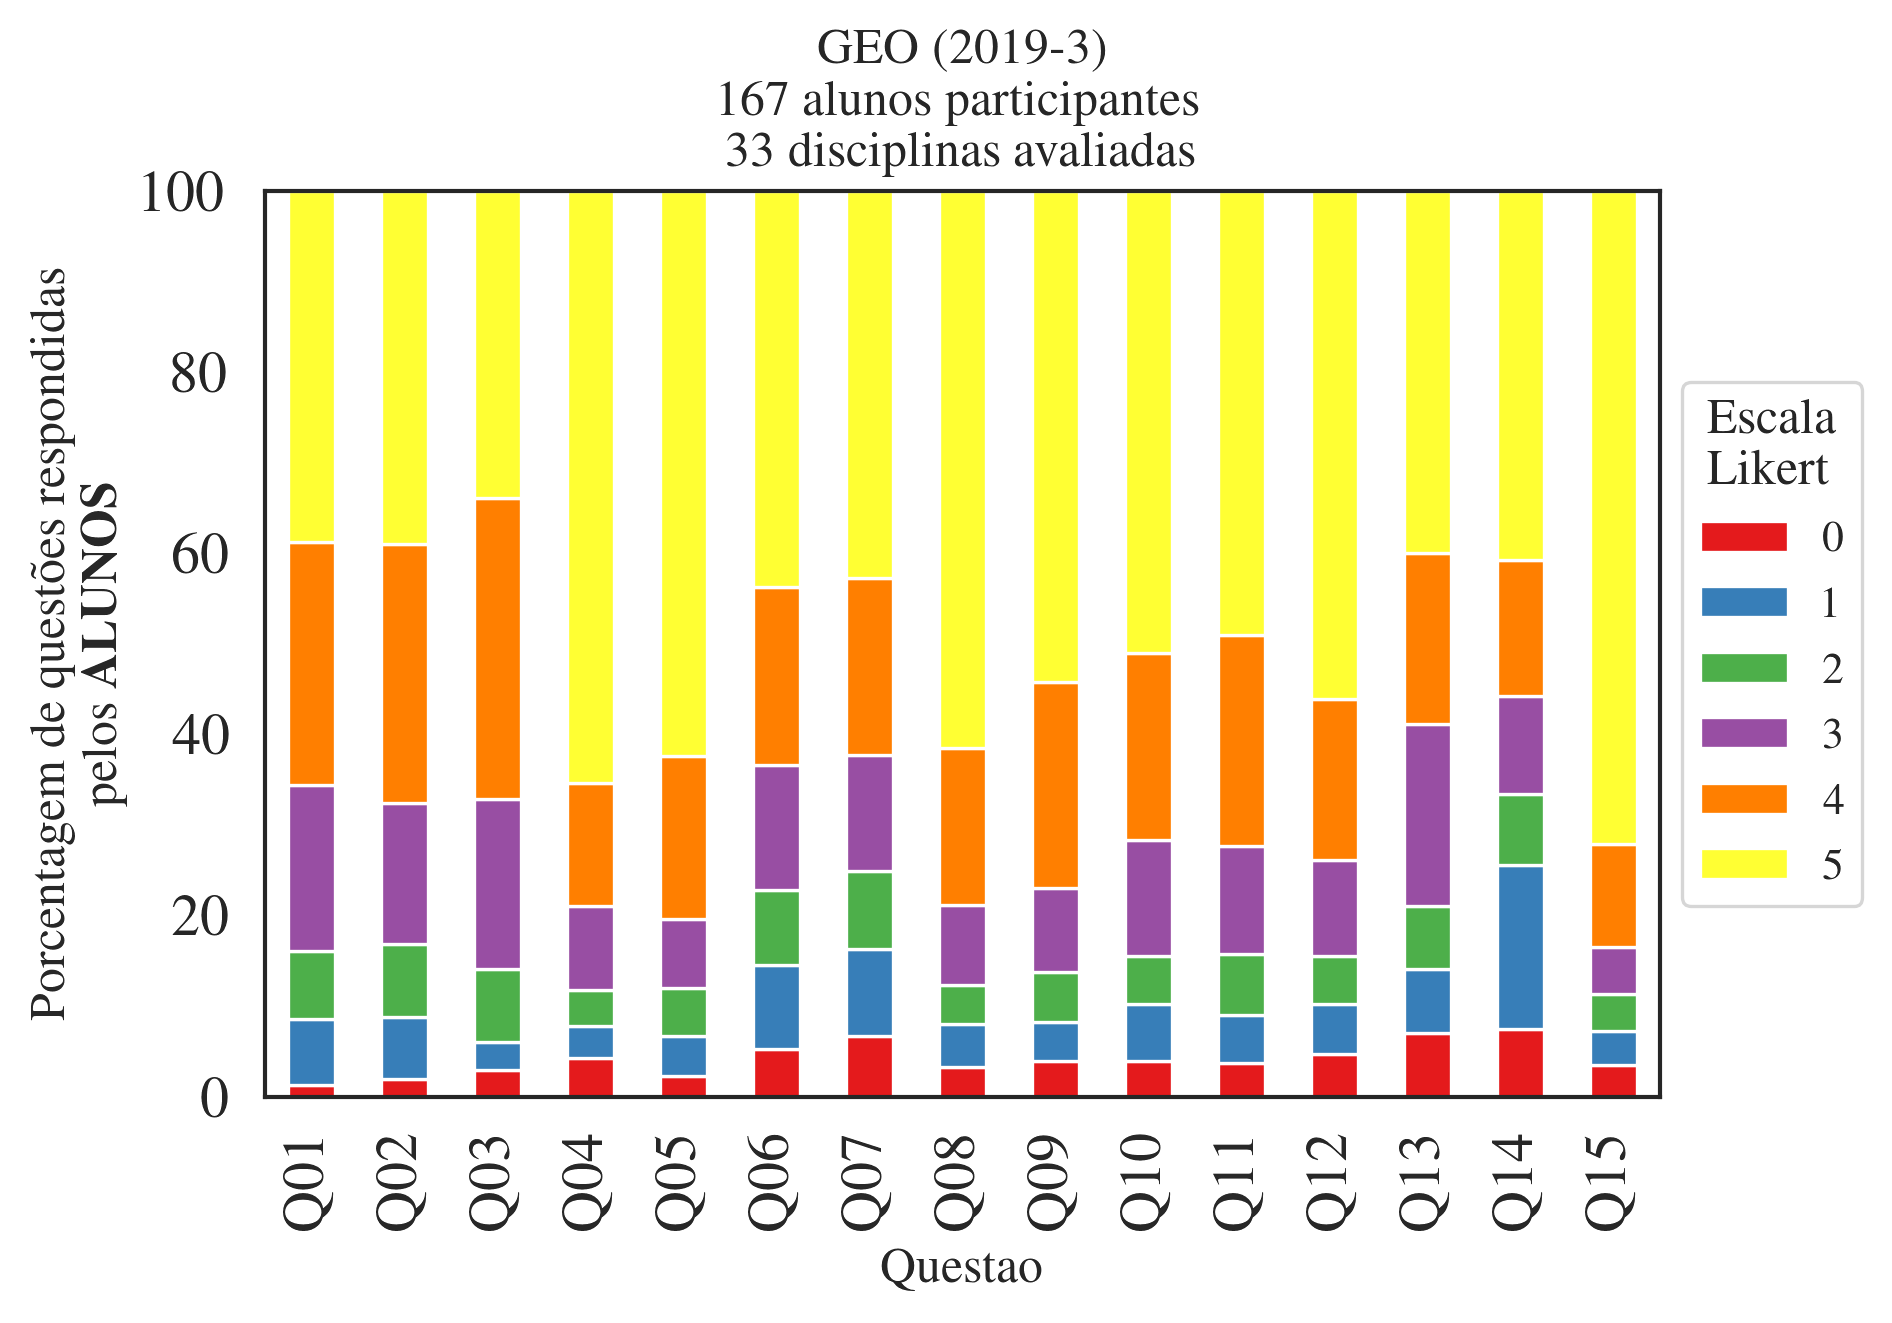 GEO (2019-3)
167 alunos participantes
33 disciplinas avaliadas
Porcentagem de questões respondidas
pelos ALUNOS
100
80
60
40
20
0
Q01
Q02
Q03
Q04
Q05
Q06
Q07
Q08
Q09
Q10
Q11
Q12
Q13
Q14
Q15
Questao
Escala
Likert
0
1
2
3
4
5